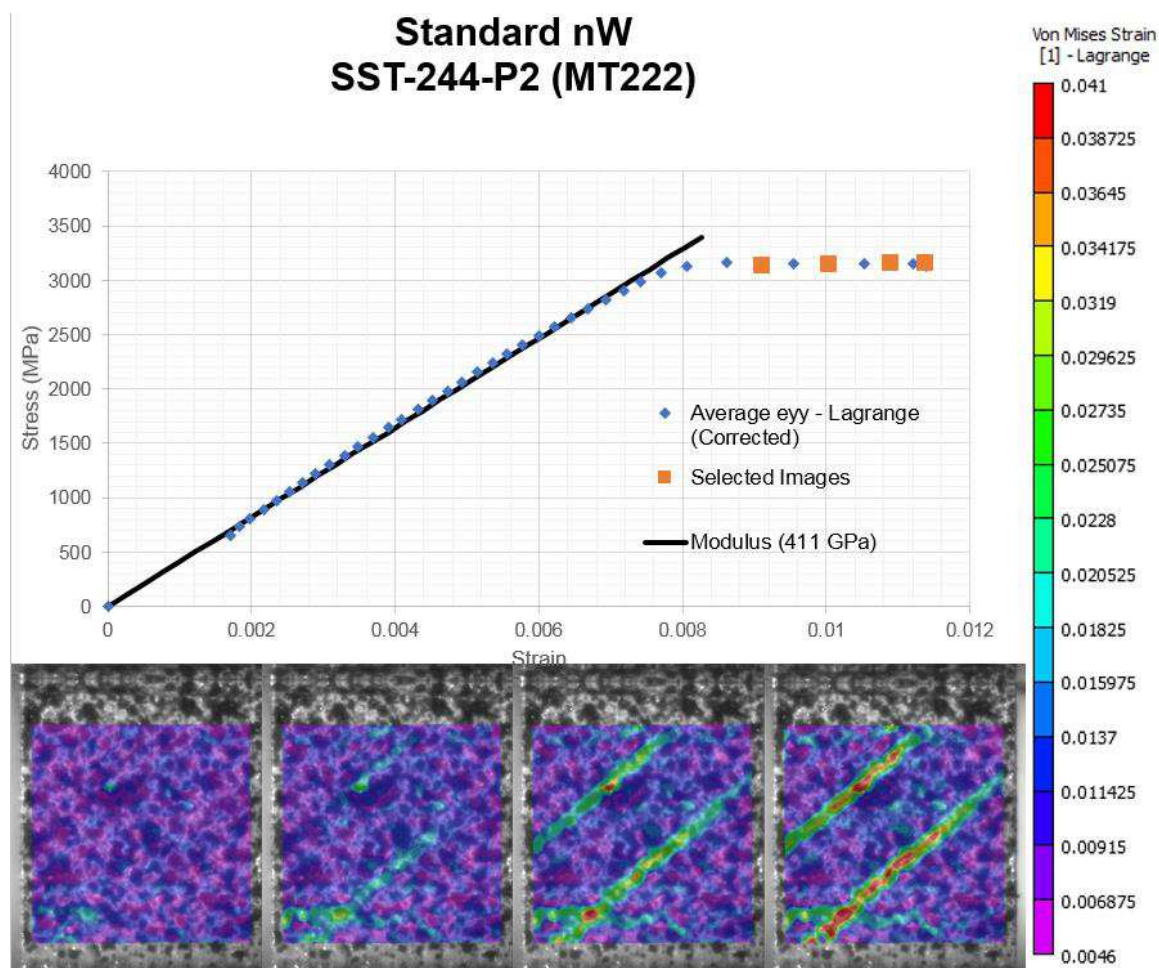 Standard nW
SST-244-P2 (MT222)
Von Mises Strain
[1] - Lagrange
0.041
0.038725
0.03645
0.034175
0.0319
0.029625
0.02735
0.025075
0.0228
0.020525
0.01825
0.015975
0.0137
0.011425
0.00915
0.006875
0.0046
Stress (MPa)
4000
3500
3000
2500
2000
1500
1000
500
0
Average eyy - Lagrange
(Corrected)
Selected Images
Modulus (411 GPa)
0 0.002 0.004 0.006 0.008 0.01 0.012
Strain